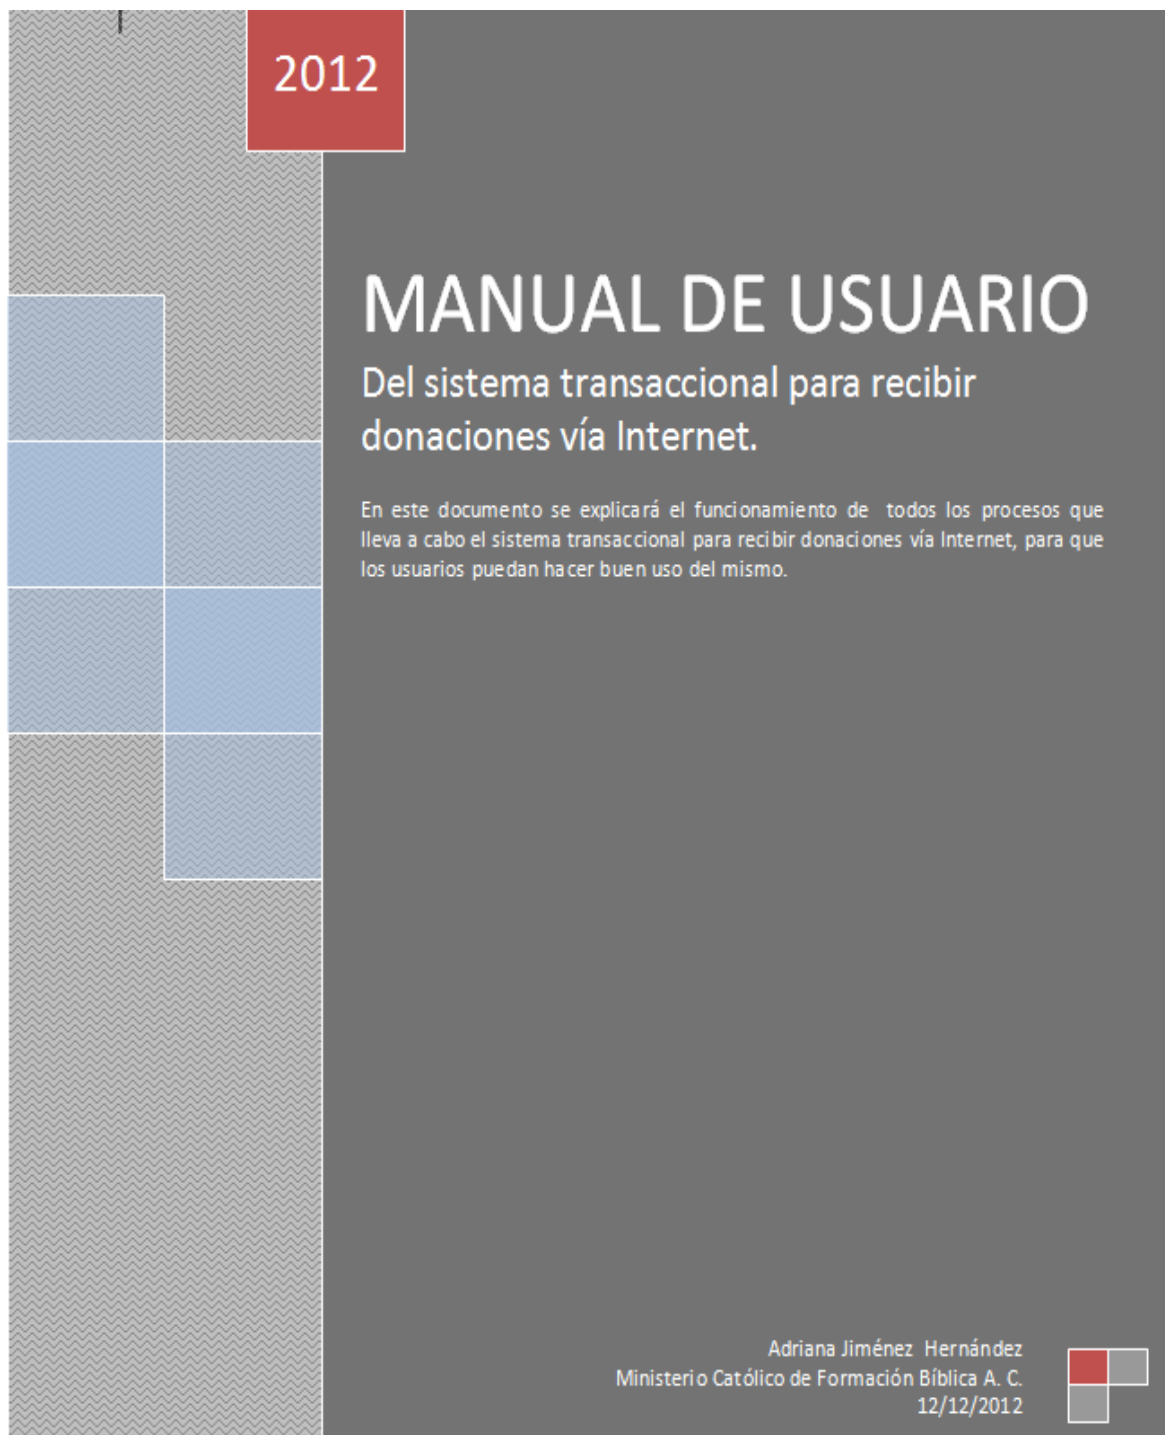 2012
MANUAL DE USUARIO
Del sistema transaccional para recibir
donaciones vía Internet.
En este documento se explicará el funcionamiento de todos los procesos que
lleva a cabo el sistema transaccional para recibir donaciones vía Internet, para que
los usuarios puedan hacer buen uso del mismo.
Adriana Jiménez Hernández
Ministerio Católico de Formación Bíblica A. C.
12/12/2012